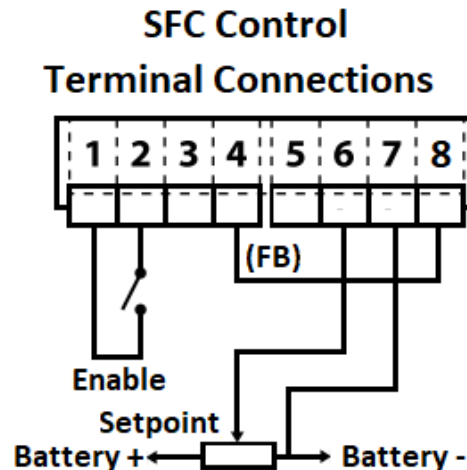 SFC Control
Terminal Connections
1 2 3 4 5 6 7 8
(FB)
Enable
Setpoint
Battery + Battery -